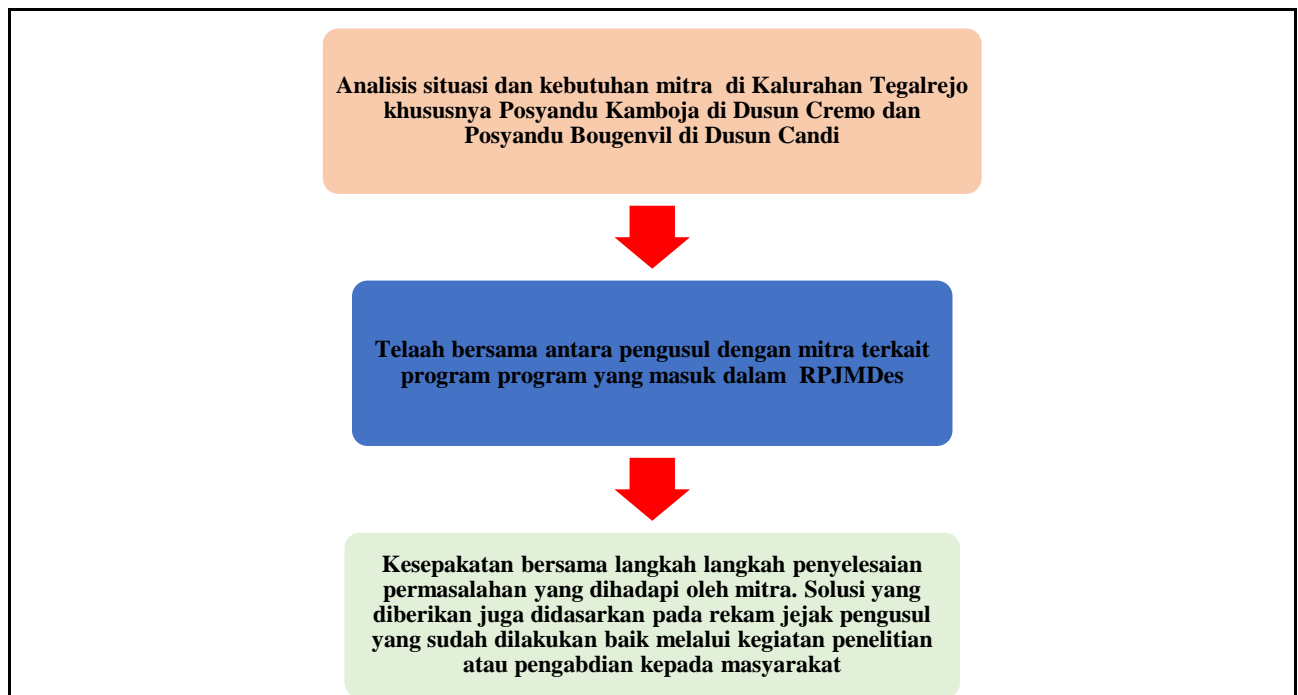 Analisis situasi dan kebutuhan mitra di Kalurahan Tegalrejo
khususnya Posyandu Kamboja di Dusun Cremo dan
Posyandu Bougenvil di Dusun Candi
Telaah bersama antara pengusul dengan mitra terkait
program program yang masuk dalam RPJMDes
Kesepakatan bersama langkah langkah penyelesaian
permasalahan yang dihadapi oleh mitra. Solusi yang
diberikan juga didasarkan pada rekam jejak pengusul
yang sudah dilakukan baik melalui kegiatan penelitian
atau pengabdian kepada masyarakat